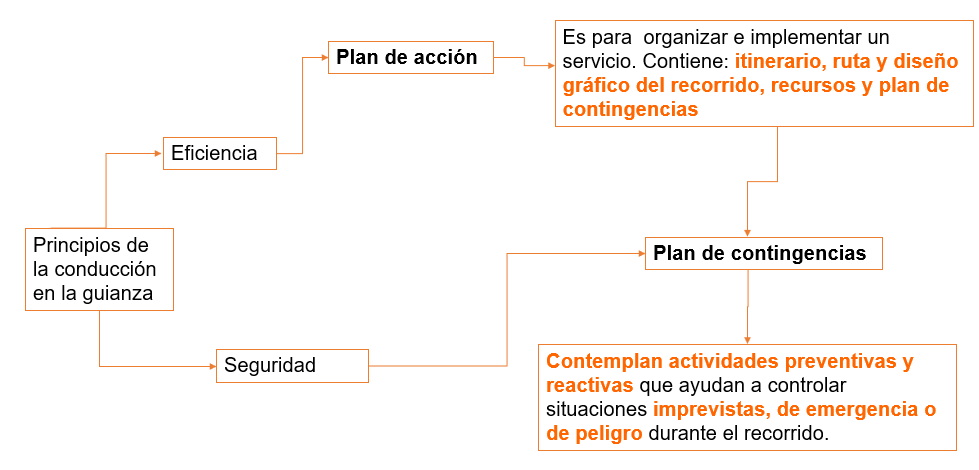 Plan de acción
Es para organizar e implementar un
servicio. Contiene: itinerario, ruta y diseño
gráfico del recorrido, recursos y plan de
contingencias
Eficiencia
Principios de
la conducción
en la guianza
Plan de contingencias
Seguridad
Contemplan actividades preventivas y
reactivas que ayudan a controlar
situaciones imprevistas, de emergencia o
de peligro durante el recorrido.